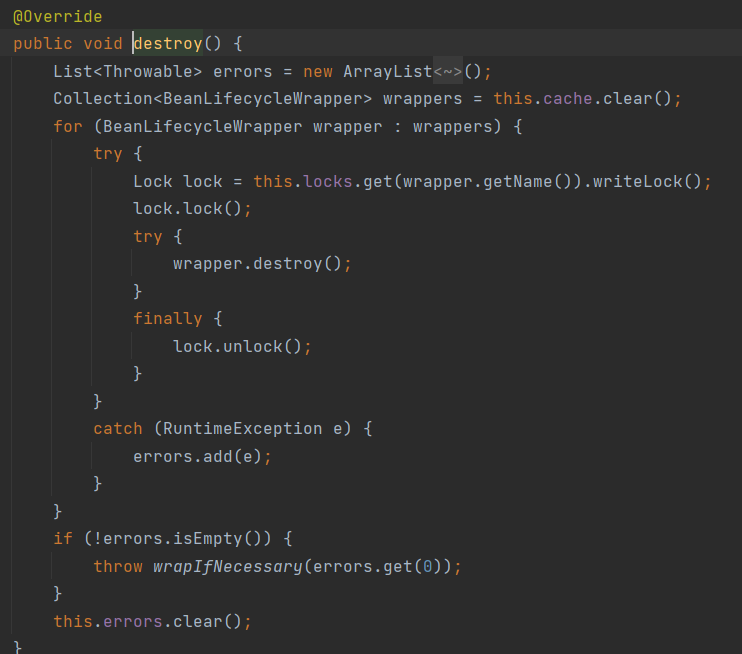 @Override
public void destroy() {
    List<Throwable> errors = new ArrayList<~>();
    Collection<BeanLifecycleWrapper> wrappers = this.cache.clear();
    for (BeanLifecycleWrapper wrapper : wrappers) {
        try {
            Lock lock = this.locks.get(wrapper.getName()).writeLock();
            lock.lock();
            try {
                wrapper.destroy();
            }
            finally {
                lock.unlock();
            }
        }
        catch (RuntimeException e) {
            errors.add(e);
        }
    }
    if (!errors.isEmpty()) {
        throw wrapIfNecessary(errors.get(0));
    }
    this.errors.clear();
}